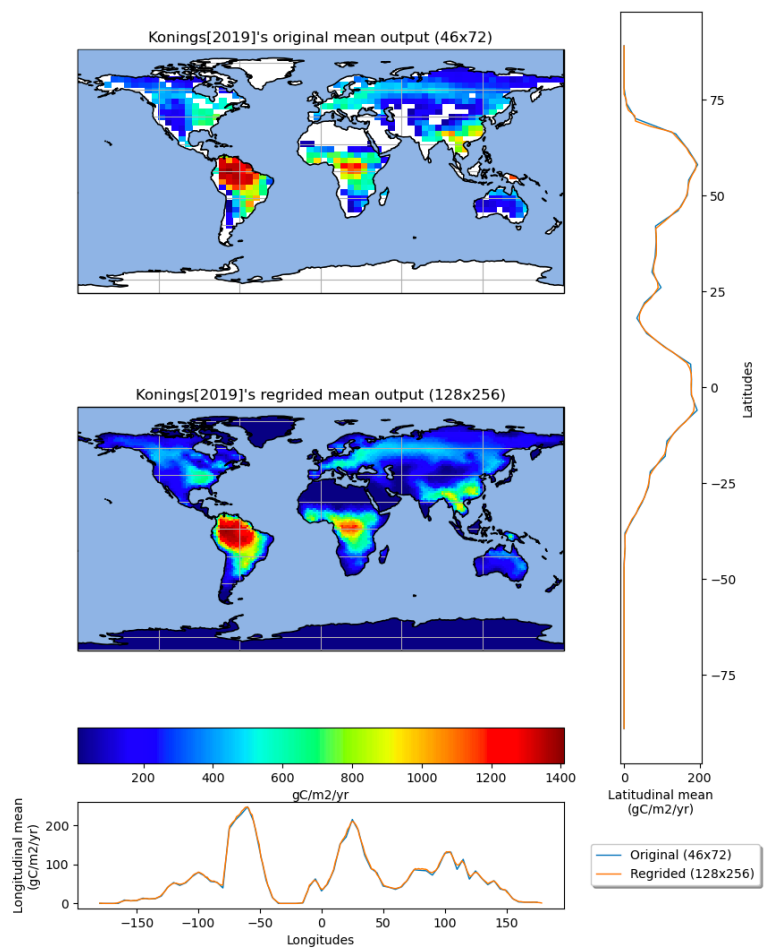 Konings[2019]'s original mean output (46x72)
75
50
25
0
−25
−50
−75
Latitudes
0 200
Latitudinal mean
(gC/m2/yr)
Konings[2019]'s regrided mean output (128x256)
200 400 600 800 1000 1200 1400
gC/m2/yr
Longitudinal mean
(gC/m2/yr)
200
100
0
−150 −100 −50 0 50 100 150
Longitudes
Original (46x72)
Regrided (128x256)